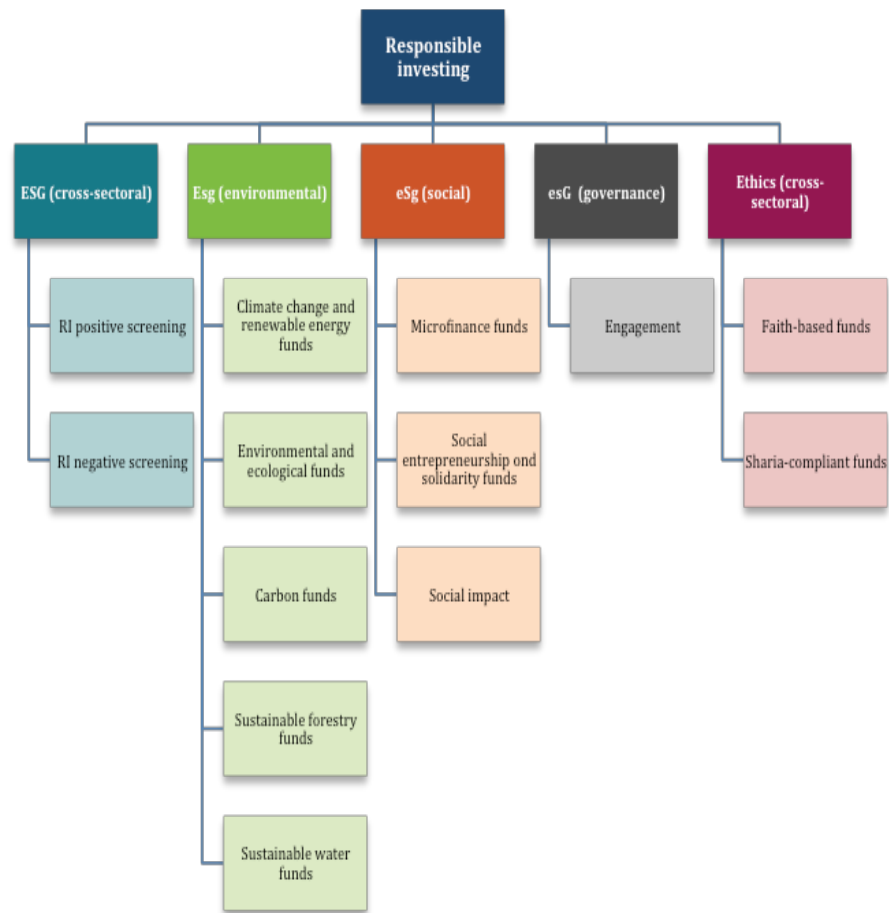 Responsible
investing
ESG (cross-sectoral)
Esg (environmental)
eSg (social)
esG (governance)
Ethics (cross-
sectoral)
RI positive screening
RI negative screening
Climate change and
renewable energy
funds
Environmental and
ecological funds
Carbon funds
Sustainable forestry
funds
Sustainable water
funds
Microfinance funds
Social
entrepreneurship ond
solidarity funds
Social impact
Engagement
Faith-based funds
Sharia-compliant funds